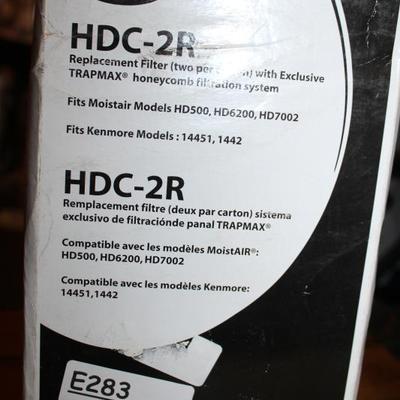 HDC-2R
Replacement Filter (two per carton) with Exclusive
TRAPMAX® honeycomb filtration system
Fits Moistair Models HD500, HD6200, HD7002
Fits Kenmore Models : 14451, 1442
HDC-2R
Remplacement filtre (deux par carton) sistema
exclusivo de filtraciónde panal TRAPMAX®
Compatible avec les modèles MoistAIR®:
HD500, HD6200, HD7002
Compatible avec les modèles Kenmore:
14451,1442
E283